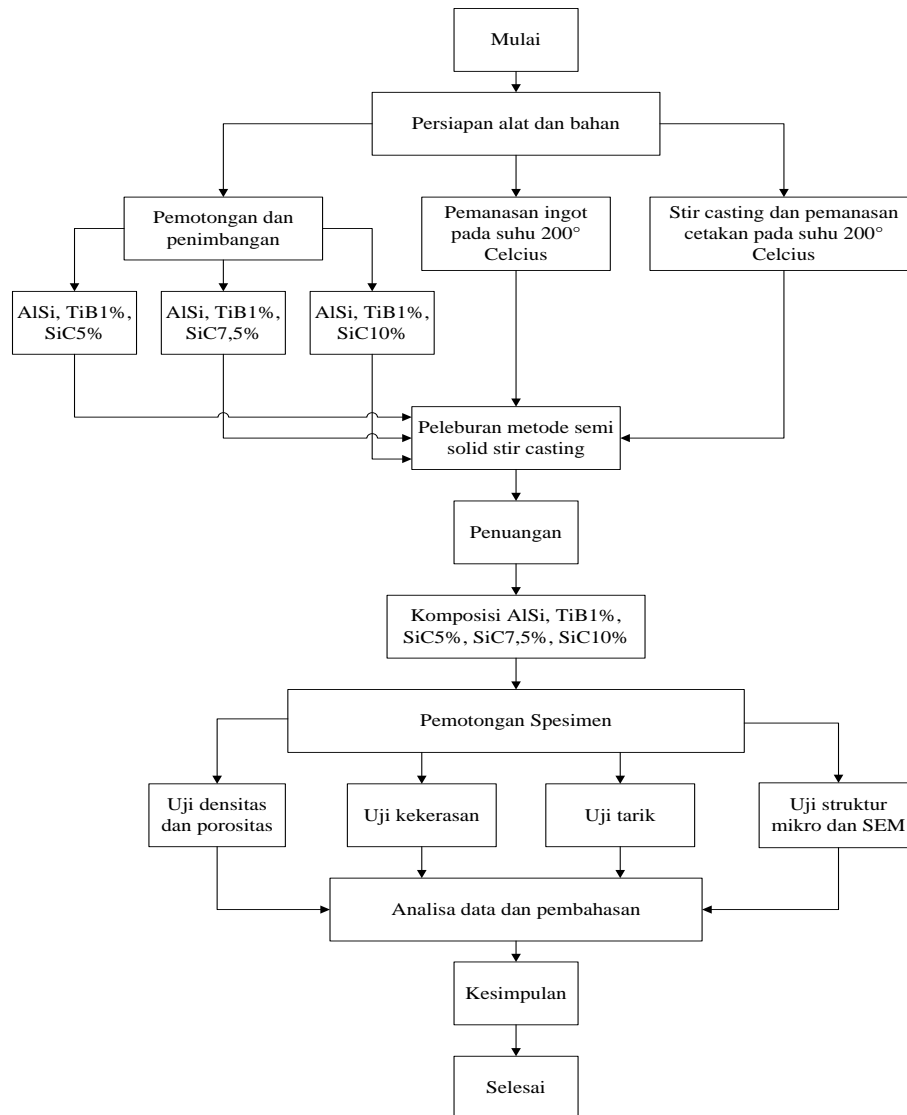 Mulai
Persiapan alat dan bahan
Pemotongan dan
penimbangan
Pemanasan ingot
pada suhu 200°
Celcius
Stir casting dan pemanasan
cetakan pada suhu 200°
Celcius
AlSi, TiB1%,
SiC5%
AlSi, TiB1%,
SiC7,5%
AlSi, TiB1%,
SiC10%
Peleburan metode semi
solid stir casting
Penuangan
Komposisi AlSi, TiB1%,
SiC5%, SiC7,5%, SiC10%
Pemotongan Spesimen
Uji densitas
dan porositas
Uji kekerasan
Uji tarik
Uji struktur
mikro dan SEM
Analisa data dan pembahasan
Kesimpulan
Selesai